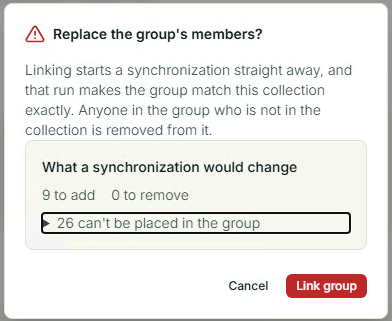 Replace the group's members?
Linking starts a synchronization straight away, and
that run makes the group match this collection
exactly. Anyone in the group who is not in the
collection is removed from it.
What a synchronization would change
9 to add 0 to remove
26 can't be placed in the group
Cancel Link group